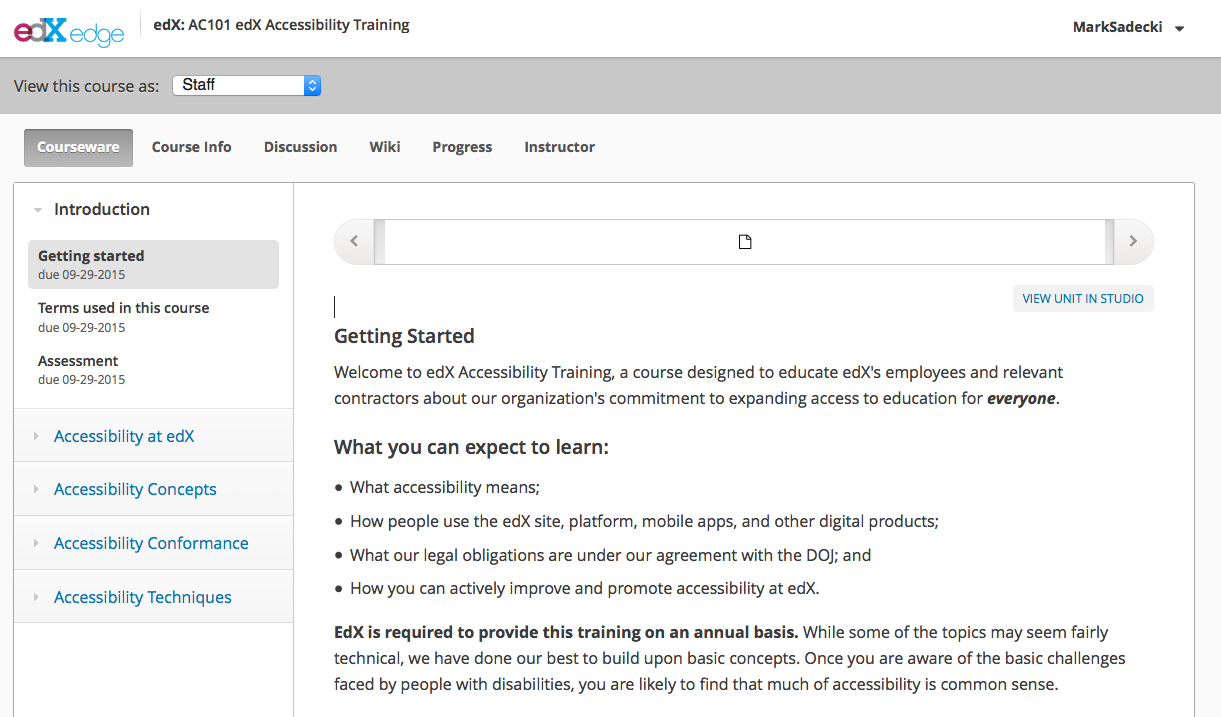 edX edge
edX: AC101 edX Accessibility Training
MarkSadecki
View this course as: Staff
Courseware Course Info Discussion Wiki Progress Instructor
Introduction
Getting started
due 09-29-2015
Terms used in this course
due 09-29-2015
Assessment
due 09-29-2015
Accessibility at edX
Accessibility Concepts
Accessibility Conformance
Accessibility Techniques
VIEW UNIT IN STUDIO
Getting Started
Welcome to edX Accessibility Training, a course designed to educate edX's employees and relevant
contractors about our organization's commitment to expanding access to education for everyone.
What you can expect to learn:
• What accessibility means;
• How people use the edX site, platform, mobile apps, and other digital products;
• What our legal obligations are under our agreement with the DOJ; and
• How you can actively improve and promote accessibility at edX.
EdX is required to provide this training on an annual basis. While some of the topics may seem fairly
technical, we have done our best to build upon basic concepts. Once you are aware of the basic challenges
faced by people with disabilities, you are likely to find that much of accessibility is common sense.